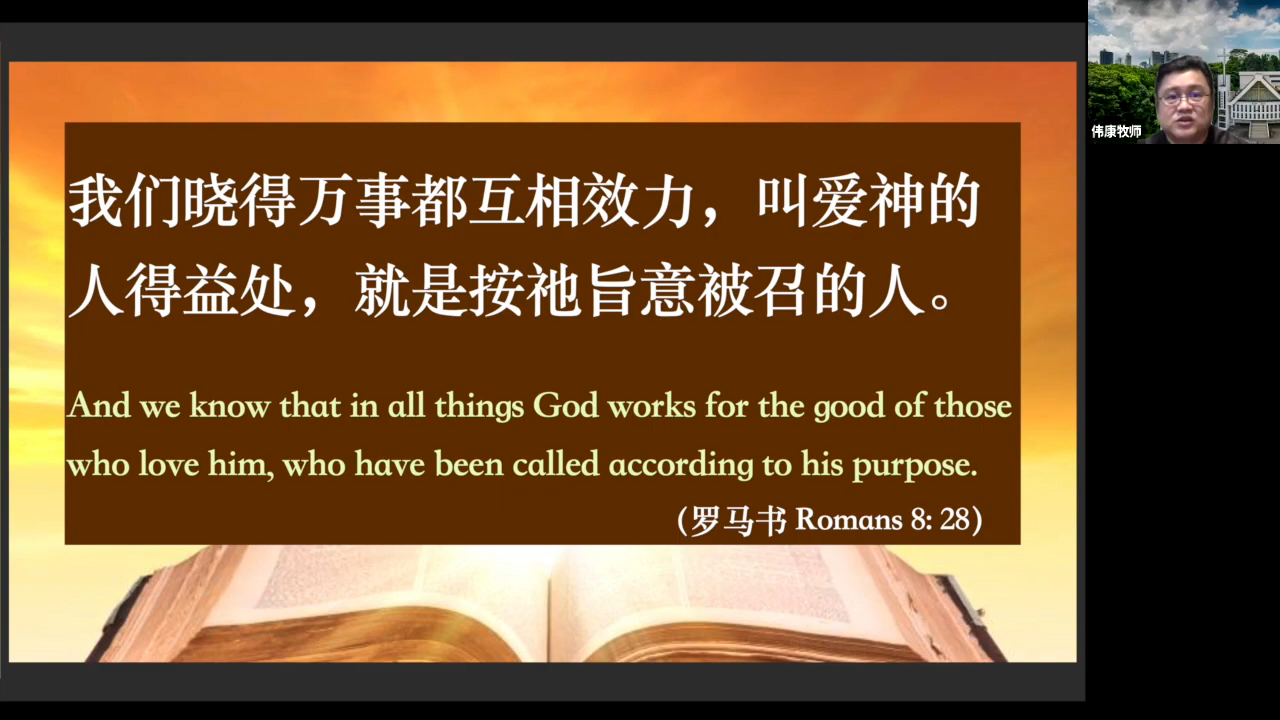 我们晓得万事都互相效力，叫爱神的
人得益处，就是按祂旨意被召的人。
And we know that in all things God works for the good of those
who love him, who have been called according to his purpose.
（罗马书 Romans 8: 28）
伟康牧师